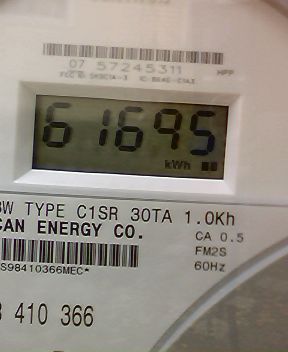 07 57245311
61695
kWh
W TYPE C1SR 30TA 1.0Kh
CAN ENERGY CO.
CA 0.5
FM2S
60Hz
S98410366MEC*
410 366